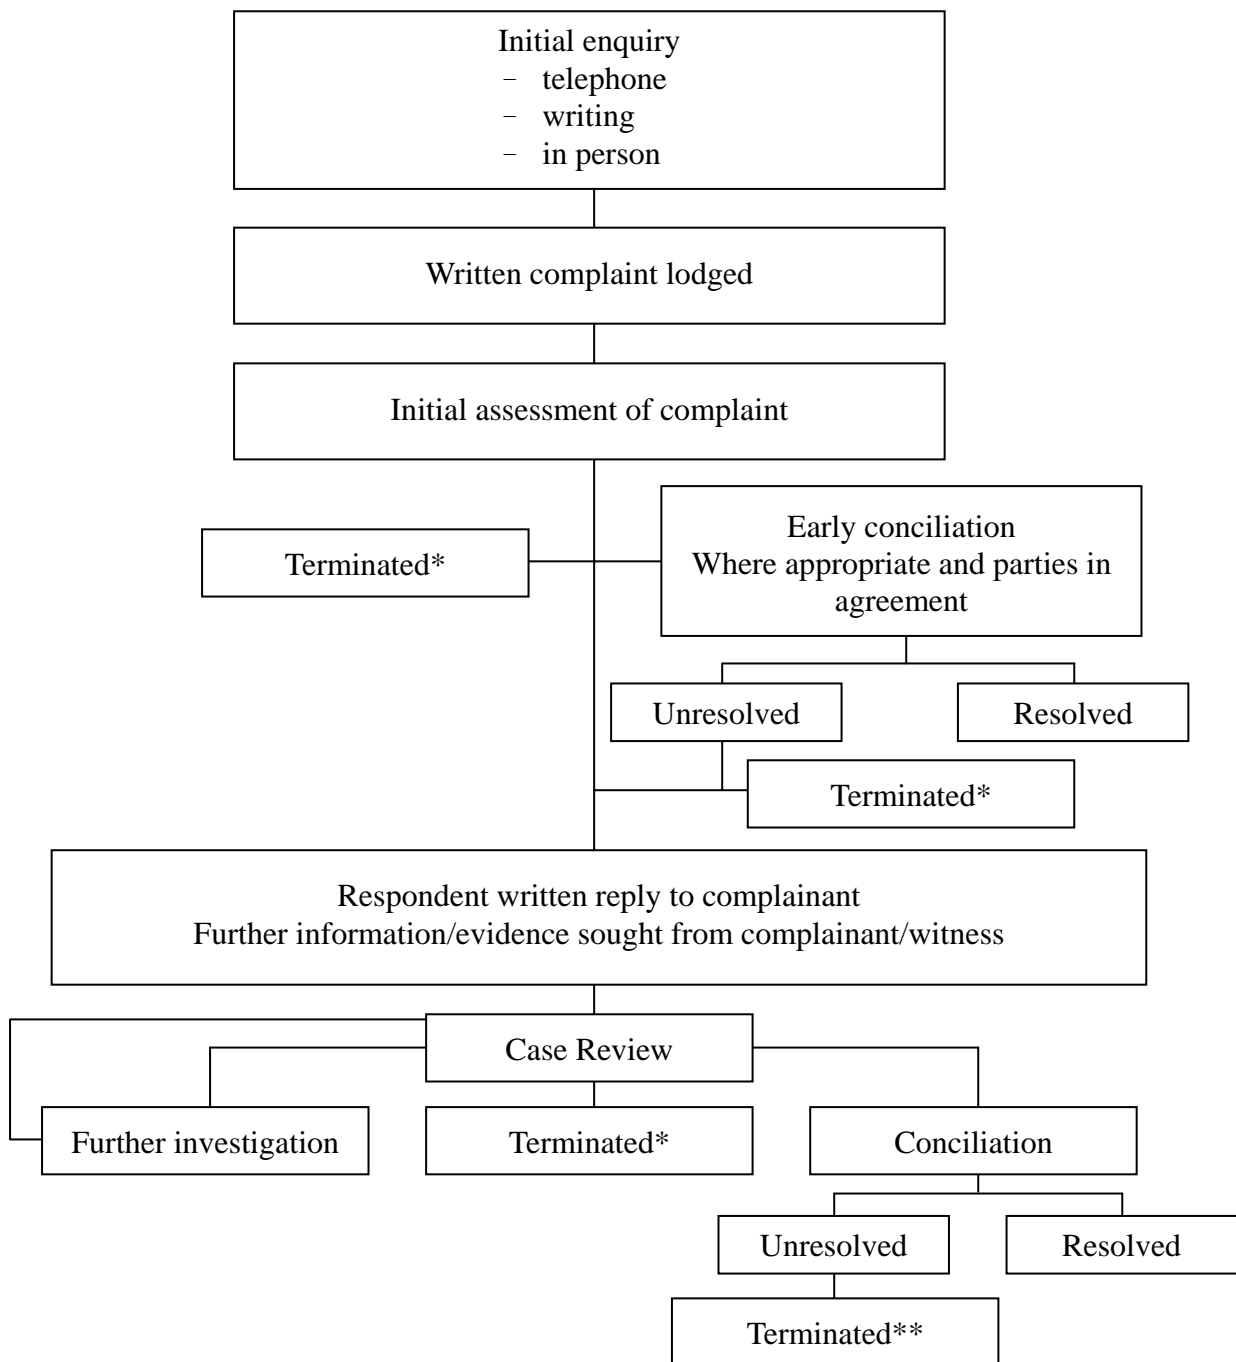 Initial enquiry
- telephone
- writing
- in person
Written complaint lodged
Initial assessment of complaint
Terminated*
Early conciliation
Where appropriate and parties in
agreement
Unresolved
Resolved
Terminated*
Respondent written reply to complainant
Further information/evidence sought from complainant/witness
Case Review
Further investigation
Terminated*
Conciliation
Unresolved
Resolved
Terminated**